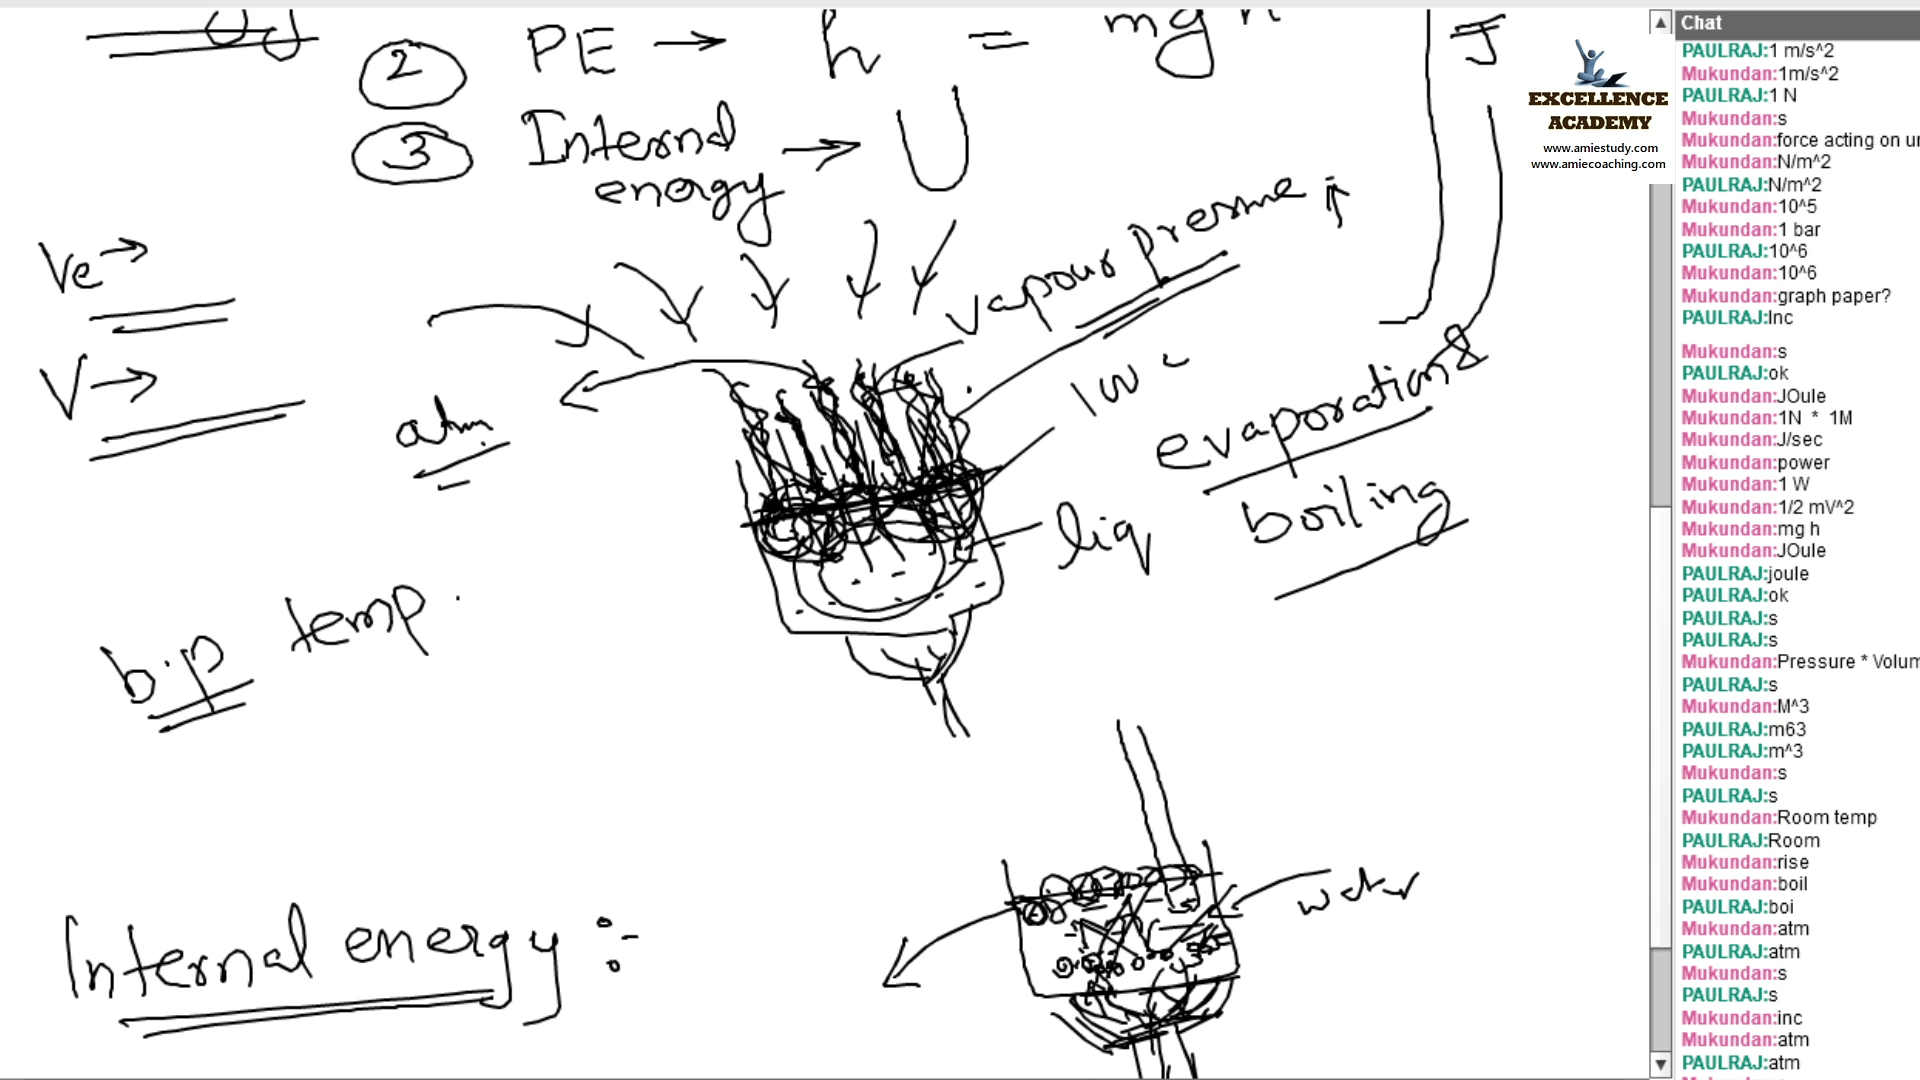 ② PE → h = mgh J
③ Internal energy → U
Ve →
V →
vapour pressure ↑
100 c
atm
evaporation &
boiling
liq
b.p temp.
Internal energy :-
water
EXCELLENCE
ACADEMY
www.amiestudy.com
www.amiecoaching.com
Chat
PAULRAJ:1 m/s^2
Mukundan:1m/s^2
PAULRAJ:1 N
Mukundan:s
Mukundan:force acting on
Mukundan:N/m^2
PAULRAJ:N/m^2
Mukundan:10^5
Mukundan:1 bar
PAULRAJ:10^6
Mukundan:10^6
Mukundan:graph paper?
PAULRAJ:Inc
Mukundan:s
PAULRAJ:ok
Mukundan:JOule
Mukundan:1N * 1M
Mukundan:J/sec
Mukundan:power
Mukundan:1 W
Mukundan:1/2 mV^2
Mukundan:mg h
Mukundan:JOule
PAULRAJ:joule
PAULRAJ:ok
PAULRAJ:s
PAULRAJ:s
Mukundan:Pressure * Volum
PAULRAJ:s
Mukundan:M^3
PAULRAJ:m63
PAULRAJ:m^3
Mukundan:s
PAULRAJ:s
Mukundan:Room temp
PAULRAJ:Room
Mukundan:rise
Mukundan:boil
PAULRAJ:boi
Mukundan:atm
PAULRAJ:atm
Mukundan:s
PAULRAJ:s
Mukundan:inc
Mukundan:atm
PAULRAJ:atm